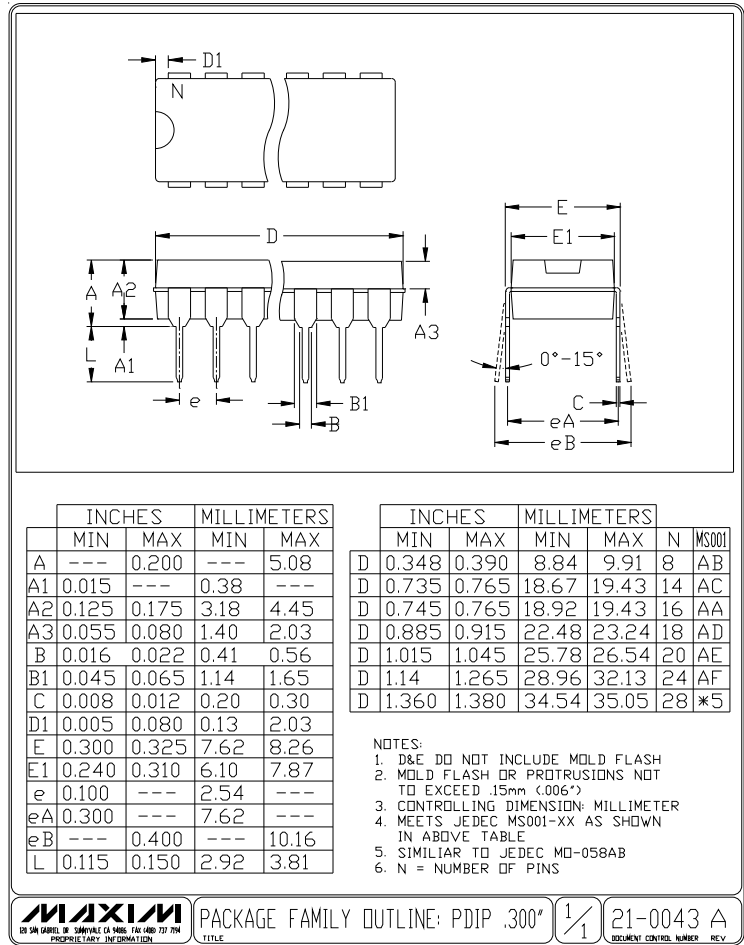 D1
N
D
E
E1
A
A2
A3
L
A1
0°-15°
e
B1
B
C
eA
eB
INCHES MILLIMETERS
MIN MAX MIN MAX
A --- 0.200 --- 5.08
A1 0.015 --- 0.38 ---
A2 0.125 0.175 3.18 4.45
A3 0.055 0.080 1.40 2.03
B 0.016 0.022 0.41 0.56
B1 0.045 0.065 1.14 1.65
C 0.008 0.012 0.20 0.30
D1 0.005 0.080 0.13 2.03
E 0.300 0.325 7.62 8.26
E1 0.240 0.310 6.10 7.87
e 0.100 --- 2.54 ---
eA 0.300 --- 7.62 ---
eB --- 0.400 --- 10.16
L 0.115 0.150 2.92 3.81
INCHES MILLIMETERS
MIN MAX MIN MAX N MS001
D 0.348 0.390 8.84 9.91 8 AB
D 0.735 0.765 18.67 19.43 14 AC
D 0.745 0.765 18.92 19.43 16 AA
D 0.885 0.915 22.48 23.24 18 AD
D 1.015 1.045 25.78 26.54 20 AE
D 1.14 1.265 28.96 32.13 24 AF
D 1.360 1.380 34.54 35.05 28 *5
NOTES:
1. D&E DO NOT INCLUDE MOLD FLASH
2. MOLD FLASH OR PROTRUSIONS NOT
TO EXCEED .15mm (.006")
3. CONTROLLING DIMENSION: MILLIMETER
4. MEETS JEDEC MS001-XX AS SHOWN
IN ABOVE TABLE
5. SIMILIAR TO JEDEC MO-058AB
6. N = NUMBER OF PINS
MAXIM
120 SAN GABRIEL DR SUNNYVALE CA 94086 FAX (408) 737 7194
PROPRIETARY INFORMATION
PACKAGE FAMILY OUTLINE: PDIP .300"
TITLE
1/1
21-0043 A
DOCUMENT CONTROL NUMBER REV